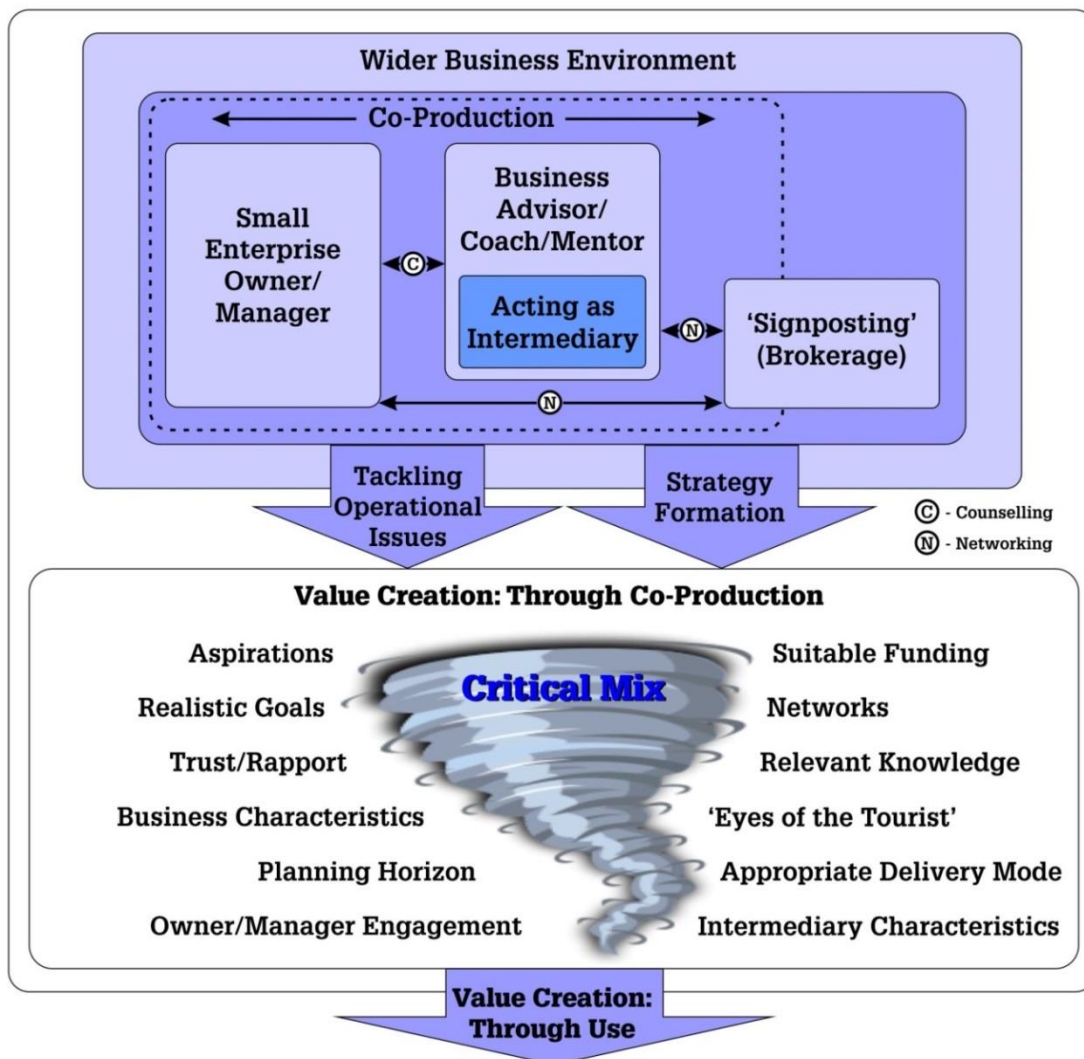 Wider Business Environment
Co-Production
Small
Enterprise
Owner/
Manager
C
Business
Advisor/
Coach/Mentor
Acting as
Intermediary
N
‘Signposting’
(Brokerage)
N
Tackling
Operational
Issues
Strategy
Formation
C - Counselling
N - Networking
Value Creation: Through Co-Production
Critical Mix
Aspirations
Realistic Goals
Trust/Rapport
Business Characteristics
Planning Horizon
Owner/Manager Engagement
Suitable Funding
Networks
Relevant Knowledge
‘Eyes of the Tourist’
Appropriate Delivery Mode
Intermediary Characteristics
Value Creation:
Through Use